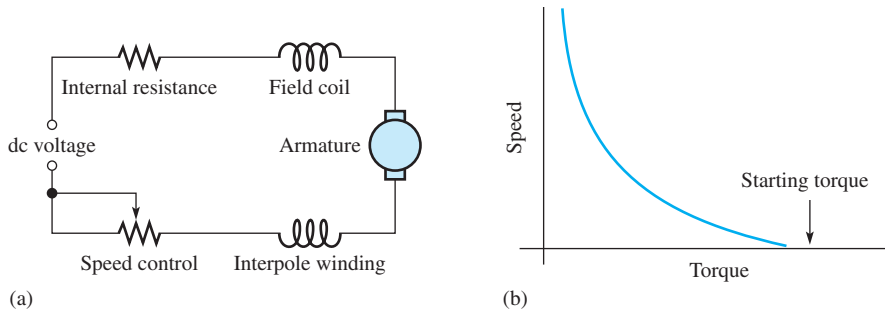 Internal resistance
Field coil
dc voltage
Armature
Speed control
Interpole winding
(a)
Speed
Starting torque
Torque
(b)